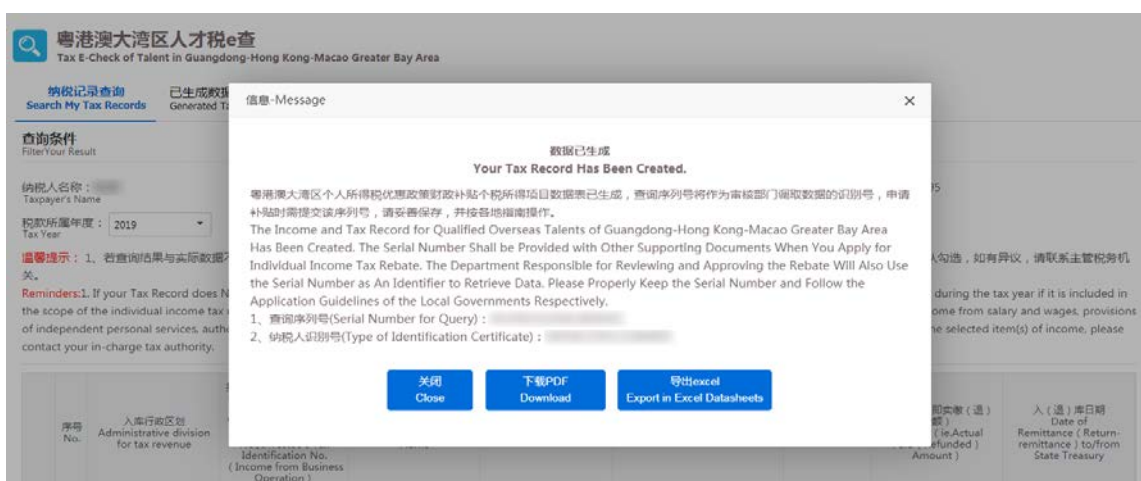 粤港澳大湾区人才税e查
Tax E-Check of Talent in Guangdong-Hong Kong-Macao Greater Bay Area
纳税记录查询
Search My Tax Records
已生成数据
Generated
查询条件
FilterYour Result
纳税人名称：
Taxpayer's Name
税款所属年度： 2019
Tax Year
信息-Message
数据已生成
Your Tax Record Has Been Created.
粤港澳大湾区个人所得税优惠政策财政补贴个税所得项目数据表已生成，查询序列号将作为审核部门调取数据的识别号，申请
补贴时需提交该序列号，请妥善保存，并按各地指南操作。
The Income and Tax Record for Qualified Overseas Talents of Guangdong-Hong Kong-Macao Greater Bay Area
Has Been Created. The Serial Number Shall be Provided with Other Supporting Documents When You Apply for
Individual Income Tax Rebate. The Department Responsible for Reviewing and Approving the Rebate Will Also Use
the Serial Number as An Identifier to Retrieve Data. Please Properly Keep the Serial Number and Follow the
Application Guidelines of the Local Governments Respectively.
1、查询序列号(Serial Number for Query)：
2、纳税人识别号(Type of Identification Certificate)：
关闭
Close
下载PDF
Download
导出excel
Export in Excel Datasheets
温馨提示：1、若查询结果与实际数据
勾选，如有异议，请联系主管税务机
关。
Reminders:1. If your Tax Record does
during the tax year if it is included in
the scope of the individual income tax
ome from salary and wages, provisions
of independent personal services,
he selected item(s) of income, please
contact your in-charge tax authority.
序号
No.
入库行政区划
Administrative division
for tax revenue
Identification No.
( Income from Business
Operation )
( ie.Actual
efunded )
Amount )
入（退）库日期
Date of
Remittance ( Return-
remittance ) to/from
State Treasury